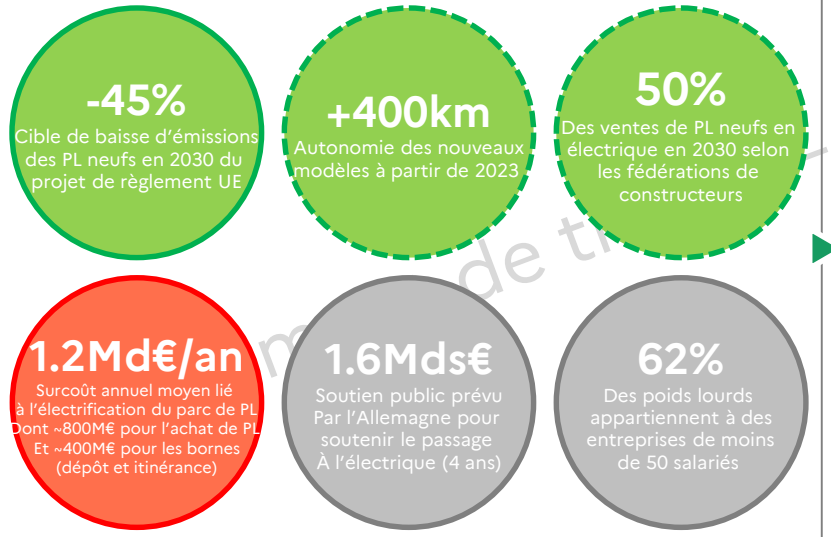 -45%
Cible de baisse d'émissions
des PL neufs en 2030 du
projet de règlement UE
+400km
Autonomie des nouveaux
modèles à partir de 2023
50%
Des ventes de PL neufs en
électrique en 2030 selon
les fédérations de
constructeurs
1.2Md€/an
Surcoût annuel moyen lié
à l'électrification du parc de PL
Dont ~800M€ pour l'achat de PL
Et ~400M€ pour les bornes
(dépôt et itinérance)
1.6Mds€
Soutien public prévu
Par l'Allemagne pour
soutenir le passage
À l'électrique (4 ans)
62%
Des poids lourds
appartiennent à des
entreprises de moins
de 50 salariés
de